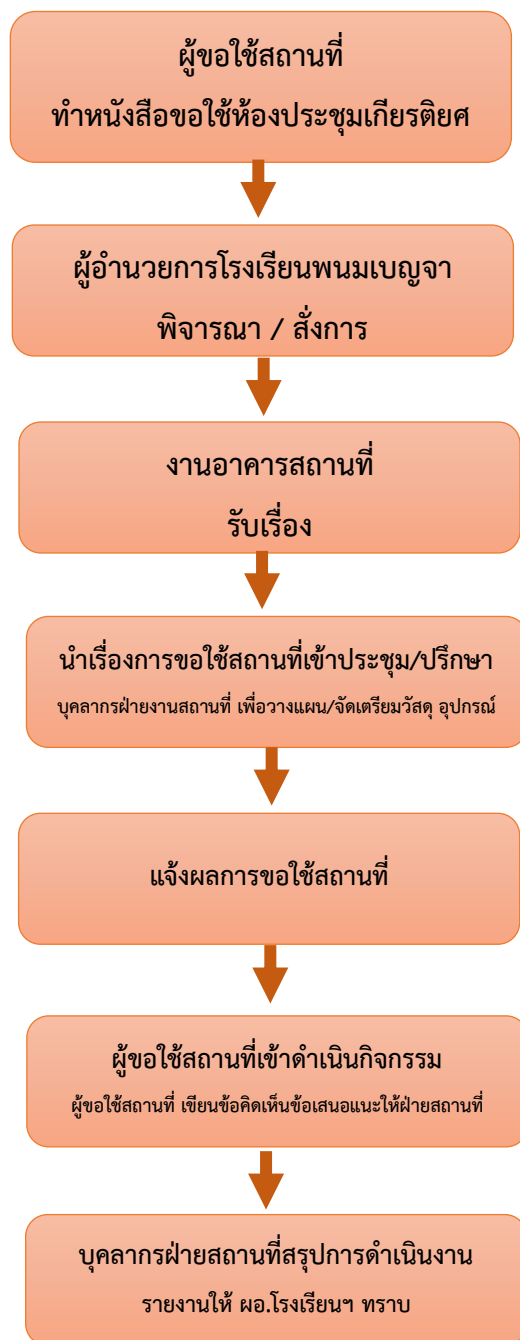 ผู้ขอใช้สถานที่
ทำหนังสือขอใช้ห้องประชุมเกียรติยศ
ผู้อำนวยการโรงเรียนพนมเบญจา
พิจารณา / สั่งการ
งานอาคารสถานที่
รับเรื่อง
นำเรื่องการขอใช้สถานที่เข้าประชุม/ปรึกษา
บุคลากรฝ่ายงานสถานที่ เพื่อวางแผน/จัดเตรียมวัสดุ อุปกรณ์
แจ้งผลการขอใช้สถานที่
ผู้ขอใช้สถานที่เข้าดำเนินกิจกรรม
ผู้ขอใช้สถานที่ เขียนข้อคิดเห็นข้อเสนอแนะให้ฝ่ายสถานที่
บุคลากรฝ่ายสถานที่สรุปการดำเนินงาน
รายงานให้ ผอ.โรงเรียนฯ ทราบ